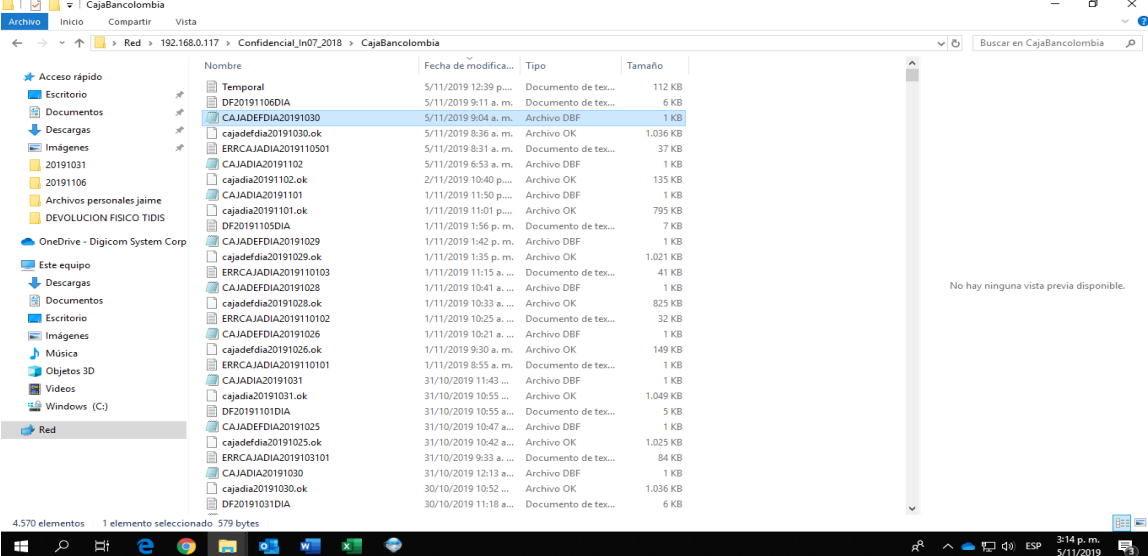 CajaBancolombia
Archivo Inicio Compartir Vista
Red > 192.168.0.117 > Confidencial_In07_2018 > CajaBancolombia
Buscar en CajaBancolombia
Acceso rápido
Escritorio
Documentos
Descargas
Imágenes
20191031
20191106
Archivos personales jaime
DEVOLUCION FISICO TIDIS
OneDrive - Digicom System Corp
Este equipo
Descargas
Documentos
Escritorio
Imágenes
Música
Objetos 3D
Videos
Windows (C:)
Red
Nombre Fecha de modifica... Tipo Tamaño
Temporal 5/11/2019 12:39 p.... Documento de tex... 112 KB
DF20191106DIA 5/11/2019 9:11 a. m. Documento de tex... 6 KB
CAJADEFDIA20191030 5/11/2019 9:04 a. m. Archivo DBF 1 KB
cajadefdia20191030.ok 5/11/2019 8:36 a. m. Archivo OK 1.036 KB
ERRCAJADIA2019110501 5/11/2019 8:31 a. m. Documento de tex... 37 KB
CAJADIA20191102 5/11/2019 6:53 a. m. Archivo DBF 1 KB
cajadia20191102.ok 2/11/2019 10:40 p.... Archivo OK 135 KB
CAJADIA20191101 1/11/2019 11:50 p.... Archivo DBF 1 KB
cajadia20191101.ok 1/11/2019 11:01 p.... Archivo OK 795 KB
DF20191105DIA 1/11/2019 1:56 p. m. Documento de tex... 7 KB
CAJADEFDIA20191029 1/11/2019 1:42 p. m. Archivo DBF 1 KB
cajadefdia20191029.ok 1/11/2019 1:35 p. m. Archivo OK 1.021 KB
ERRCAJADIA2019110103 1/11/2019 11:15 a. ... Documento de tex... 41 KB
CAJADEFDIA20191028 1/11/2019 10:41 a. ... Archivo DBF 1 KB
cajadefdia20191028.ok 1/11/2019 10:33 a. ... Archivo OK 825 KB
ERRCAJADIA2019110102 1/11/2019 10:25 a. ... Documento de tex... 32 KB
CAJADEFDIA20191026 1/11/2019 10:21 a. ... Archivo DBF 1 KB
cajadefdia20191026.ok 1/11/2019 9:30 a. m. Archivo OK 149 KB
ERRCAJADIA2019110101 1/11/2019 8:55 a. m. Documento de tex... 1 KB
CAJADIA20191031 31/10/2019 11:43 ... Archivo DBF 1 KB
cajadia20191031.ok 31/10/2019 10:55 ... Archivo OK 1.049 KB
DF20191101DIA 31/10/2019 10:55 a... Documento de tex... 5 KB
CAJADEFDIA20191025 31/10/2019 10:47 a... Archivo DBF 1 KB
cajadefdia20191025.ok 31/10/2019 10:42 a... Archivo OK 1.025 KB
ERRCAJADIA2019103101 31/10/2019 9:33 a. ... Documento de tex... 84 KB
CAJADIA20191030 31/10/2019 12:13 a... Archivo DBF 1 KB
cajadia20191030.ok 30/10/2019 10:52 ... Archivo OK 1.036 KB
DF20191031DIA 30/10/2019 11:18 a... Documento de tex... 6 KB
No hay ninguna vista previa disponible.
4.570 elementos 1 elemento seleccionado 579 bytes
ESP
3:14 p. m.
5/11/2019